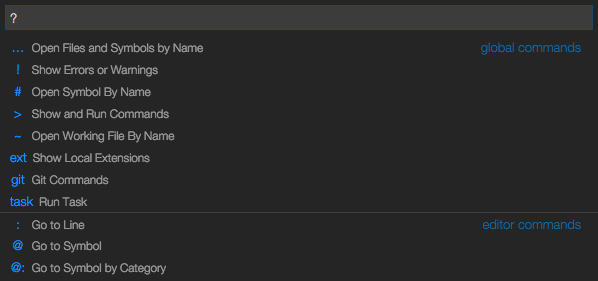 ?
... Open Files and Symbols by Name global commands
! Show Errors or Warnings
# Open Symbol By Name
> Show and Run Commands
~ Open Working File By Name
ext Show Local Extensions
git Git Commands
task Run Task
: Go to Line editor commands
@ Go to Symbol
@: Go to Symbol by Category